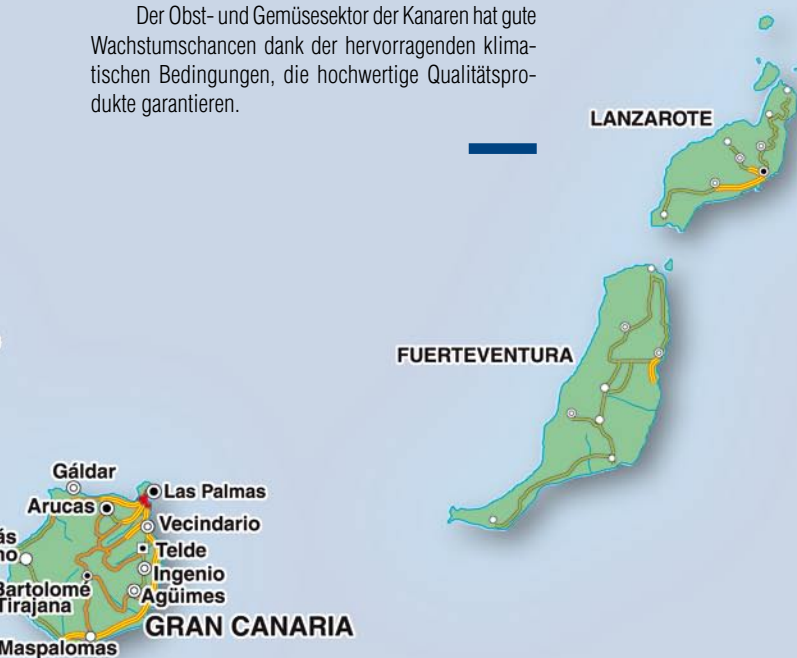 Der Obst- und Gemüsesektor der Kanaren hat gute
Wachstumschancen dank der hervorragenden klima-
tischen Bedingungen, die hochwertige Qualitätspro-
dukte garantieren.
LANZAROTE
FUERTEVENTURA
Gáldar
Las Palmas
Arucas
Vecindario
Telde
Ingenio
Bartolomé
Tirajana
Agüimes
GRAN CANARIA
Maspalomas